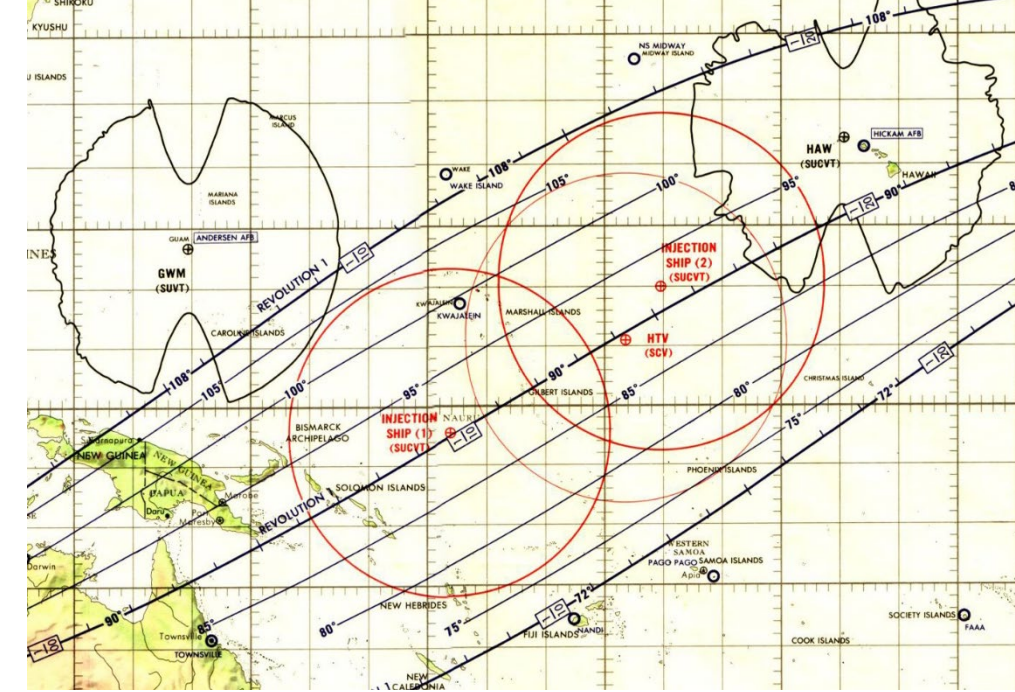 SHIKOKU
KYUSHU
U ISLANDS
MARCUS
ISLAND
MARIANA
ISLANDS
GUAM
ANDERSEN AFB
GWM
(SUVT)
INES
CAROLINE ISLANDS
REVOLUTION 1
NS MIDWAY
MIDWAY ISLAND
WAKE
WAKE ISLAND
KWAJALEIN
KWAJALEIN
MARSHALL ISLANDS
HAW
(SUCVT)
HICKAM AFB
HAWAII
INJECTION
SHIP (2)
(SUCVT)
HTV
(SCV)
GILBERT ISLANDS
CHRISTMAS ISLAND
INJECTION
SHIP (1)
(SUCVT)
NAURU
BISMARCK
ARCHIPELAGO
NEW GUINEA
NEW GUINEA
PAPUA
Daru
Morobe
Port
Moresby
SOLOMON ISLANDS
REVOLUTION 1
PHOENIX ISLANDS
WESTERN
SAMOA
PAGO PAGO
SAMOA ISLANDS
Apia
NEW HEBRIDES
FIJI ISLANDS
NANDI
SOCIETY ISLANDS
FAAA
COOK ISLANDS
NEW
CALEDONIA
Darwin
Townsville
TOWNSVILLE
108°
108°
108°
105°
105°
100°
100°
95°
95°
90°
90°
90°
85°
85°
80°
80°
75°
75°
72°
72°